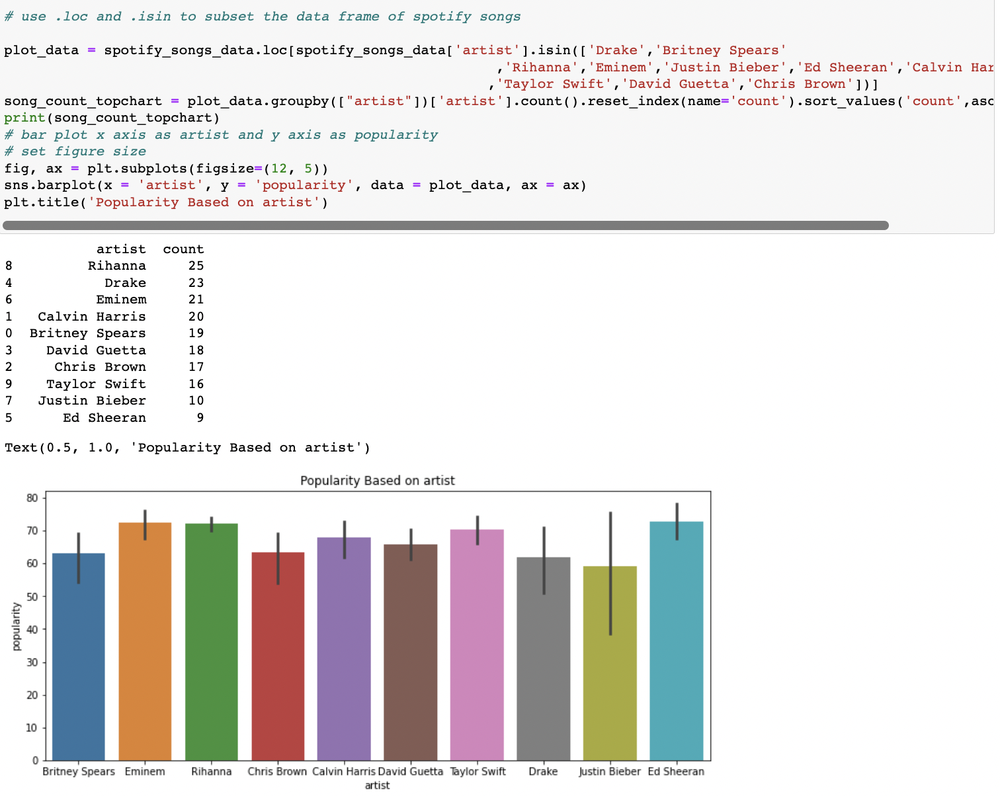 # use .loc and .isin to subset the data frame of spotify songs
plot_data = spotify_songs_data.loc[spotify_songs_data['artist'].isin(['Drake','Britney Spears'
,'Rihanna','Eminem','Justin Bieber','Ed Sheeran','Calvin Har
,'Taylor Swift','David Guetta','Chris Brown'])]
song_count_topchart = plot_data.groupby(["artist"])['artist'].count().reset_index(name='count').sort_values('count',asc
print(song_count_topchart)
# bar plot x axis as artist and y axis as popularity
# set figure size
fig, ax = plt.subplots(figsize=(12, 5))
sns.barplot(x = 'artist', y = 'popularity', data = plot_data, ax = ax)
plt.title('Popularity Based on artist')
artist count
8 Rihanna 25
4 Drake 23
6 Eminem 21
1 Calvin Harris 20
0 Britney Spears 19
3 David Guetta 18
2 Chris Brown 17
9 Taylor Swift 16
7 Justin Bieber 10
5 Ed Sheeran 9
Text(0.5, 1.0, 'Popularity Based on artist')
Popularity Based on artist
80
70
60
50
40
30
20
10
0
popularity
Britney Spears Eminem Rihanna Chris Brown Calvin Harris David Guetta Taylor Swift Drake Justin Bieber Ed Sheeran
artist